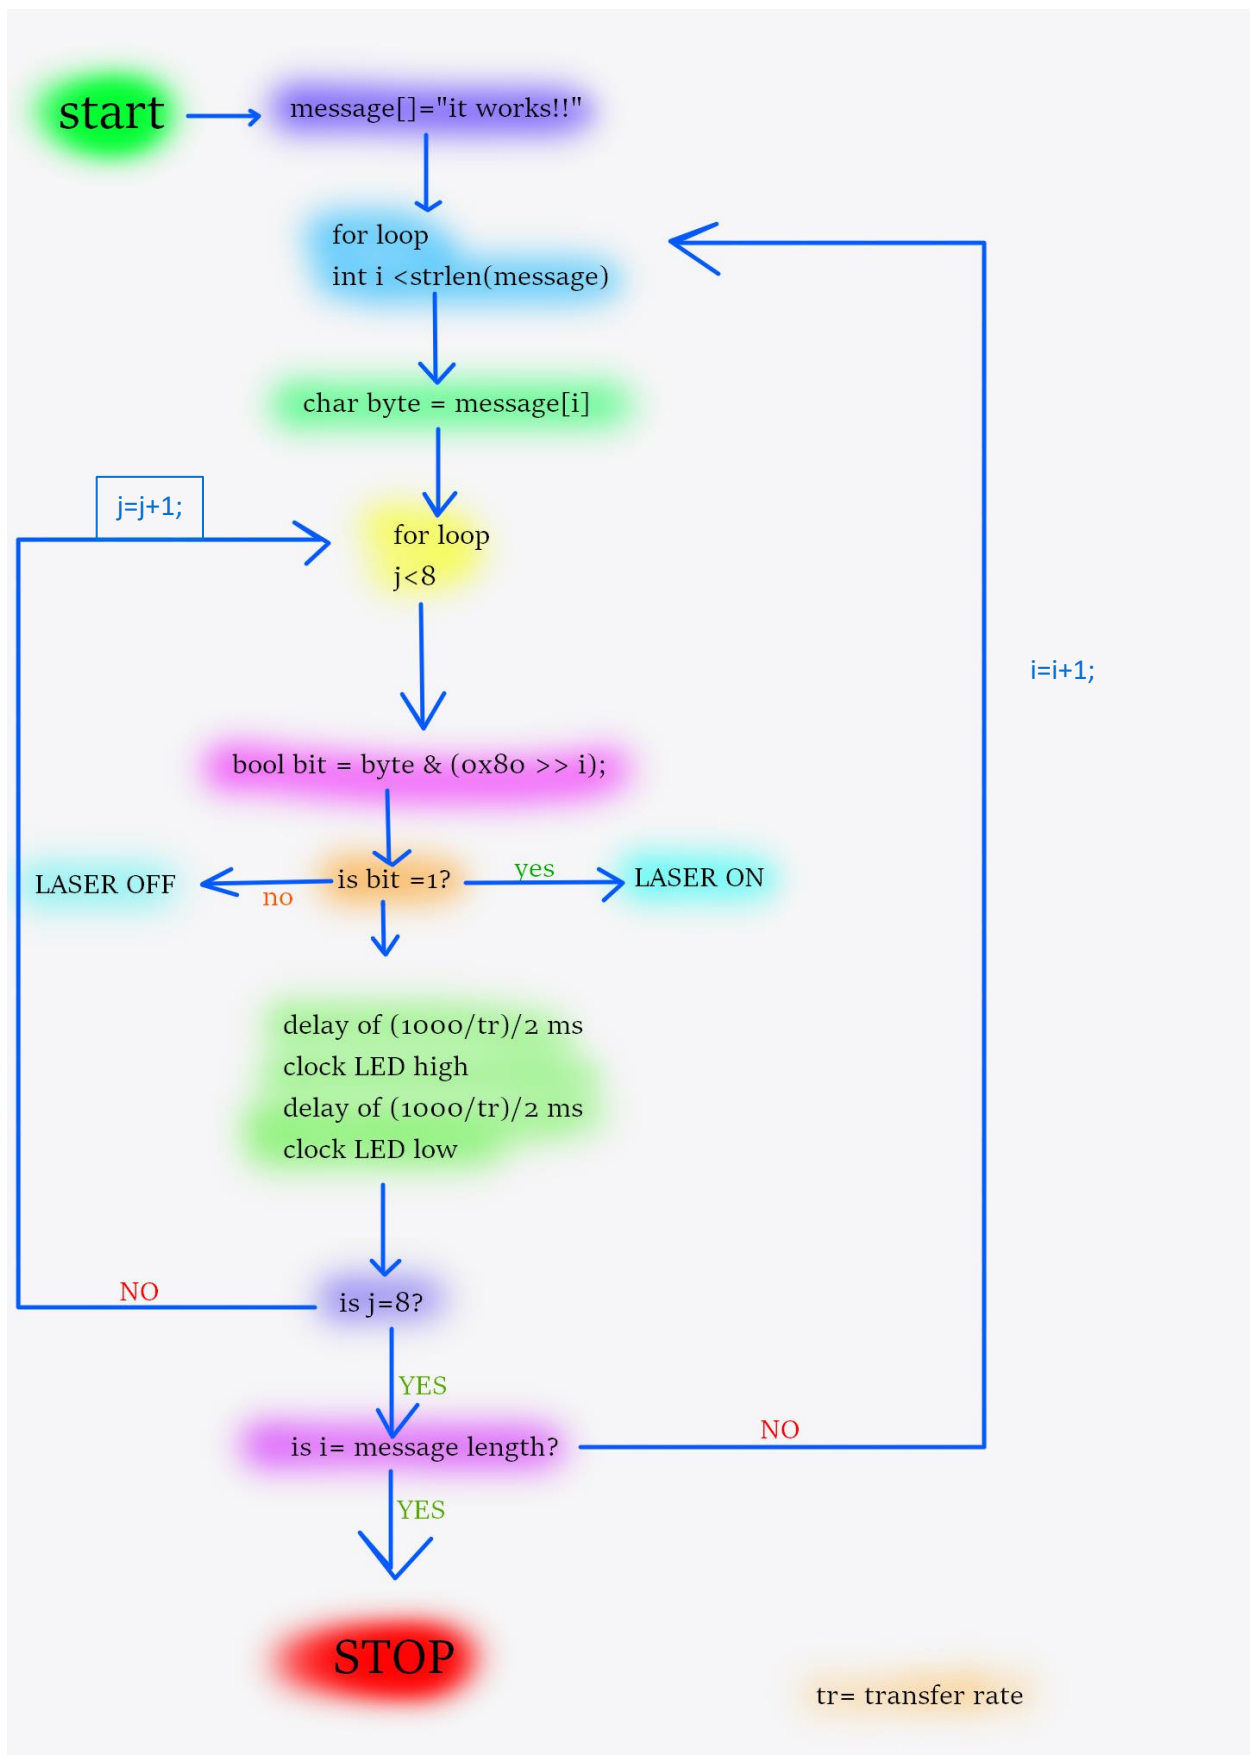 start
message[]="it works!!"
for loop
int i <strlen(message)
char byte = message[i]
j=j+1;
for loop
j<8
i=i+1;
bool bit = byte & (0x80 >> i);
LASER OFF
no
is bit =1?
yes
LASER ON
delay of (1000/tr)/2 ms
clock LED high
delay of (1000/tr)/2 ms
clock LED low
NO
is j=8?
YES
is i= message length?
NO
YES
STOP
tr= transfer rate